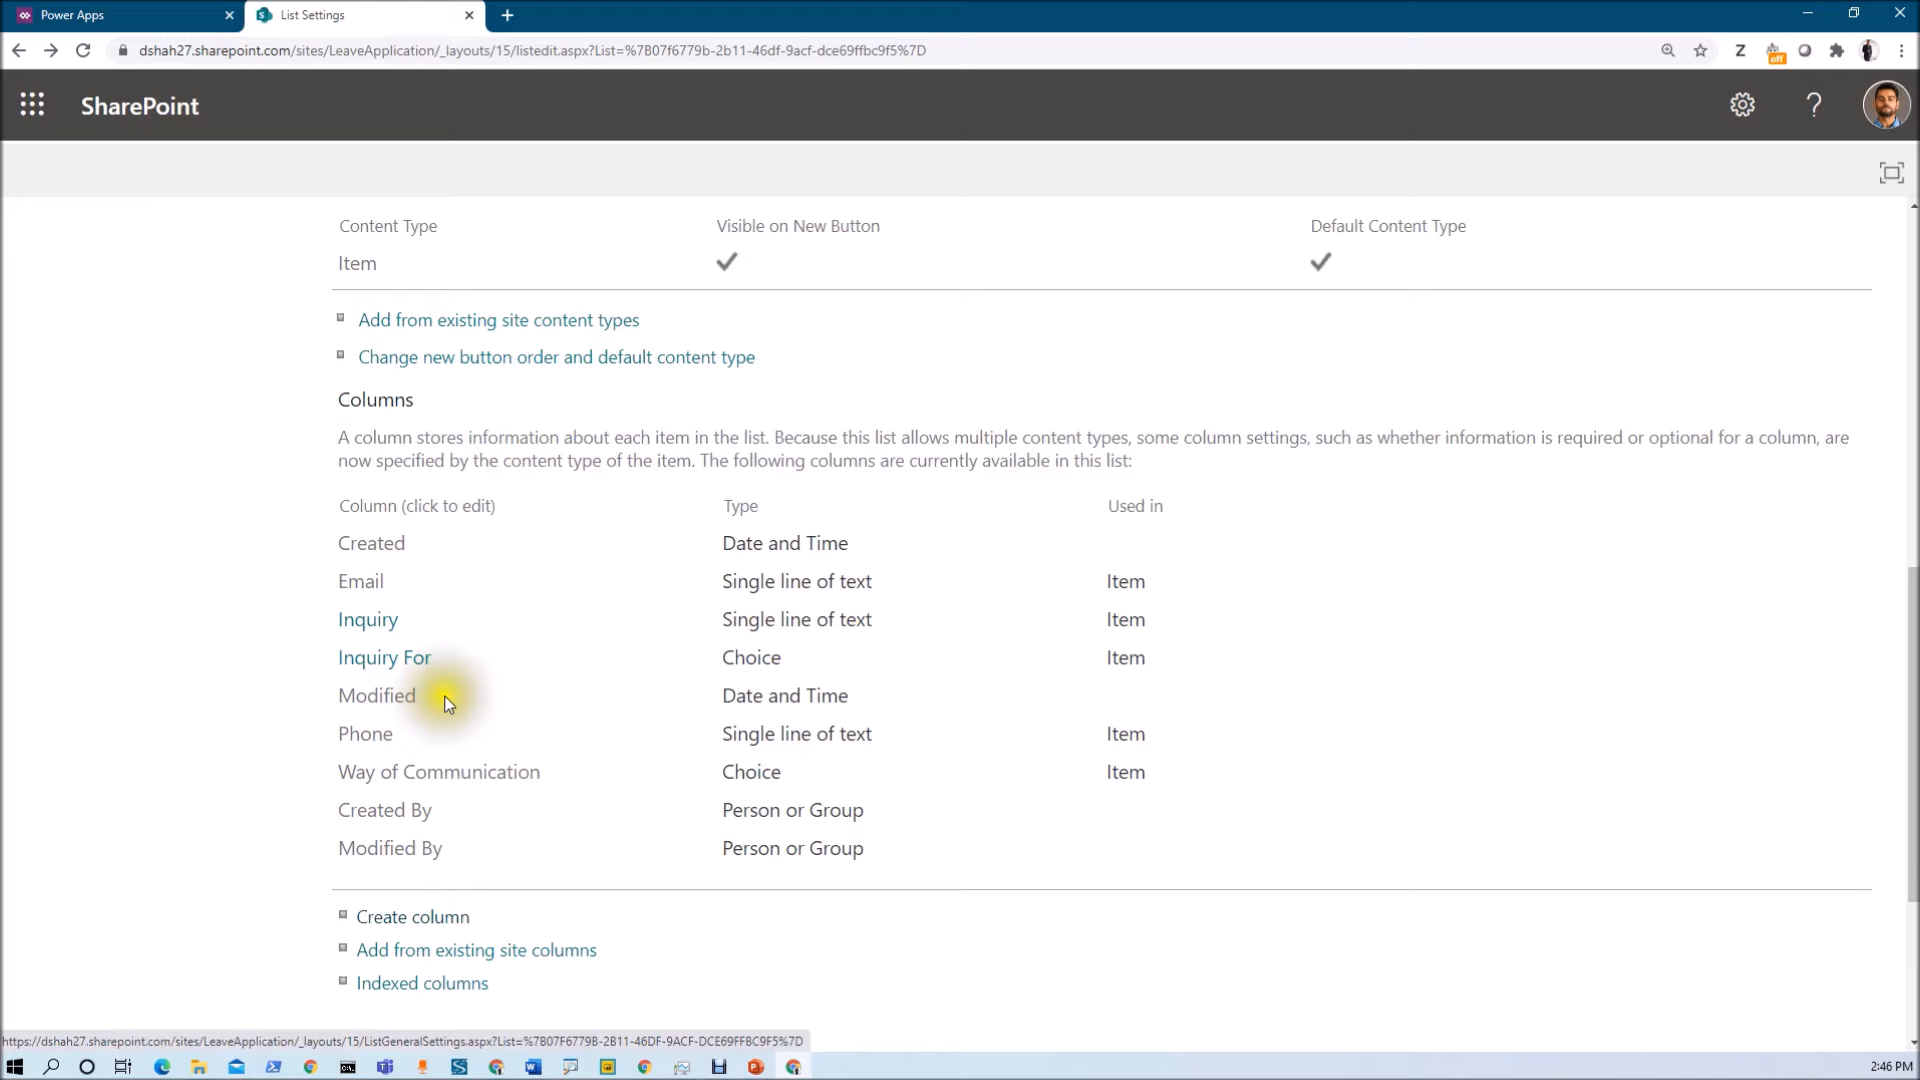 Power Apps
List Settings
dshah27.sharepoint.com/sites/LeaveApplication/_layouts/15/listedit.aspx?List=%7B07f6779b-2b11-46df-9acf-dce69ffbc9f5%7D
Z
off
SharePoint
?
Content Type Visible on New Button Default Content Type
Item
Add from existing site content types
Change new button order and default content type
Columns
A column stores information about each item in the list. Because this list allows multiple content types, some column settings, such as whether information is required or optional for a column, are
now specified by the content type of the item. The following columns are currently available in this list:
Column (click to edit) Type Used in
Created Date and Time
Email Single line of text Item
Inquiry Single line of text Item
Inquiry For Choice Item
Modified Date and Time
Phone Single line of text Item
Way of Communication Choice Item
Created By Person or Group
Modified By Person or Group
Create column
Add from existing site columns
Indexed columns
https://dshah27.sharepoint.com/sites/LeaveApplication/_layouts/15/ListGeneralSettings.aspx?List=%7B07F6779B-2B11-46DF-9ACF-DCE69FFBC9F5%7D
2:46 PM